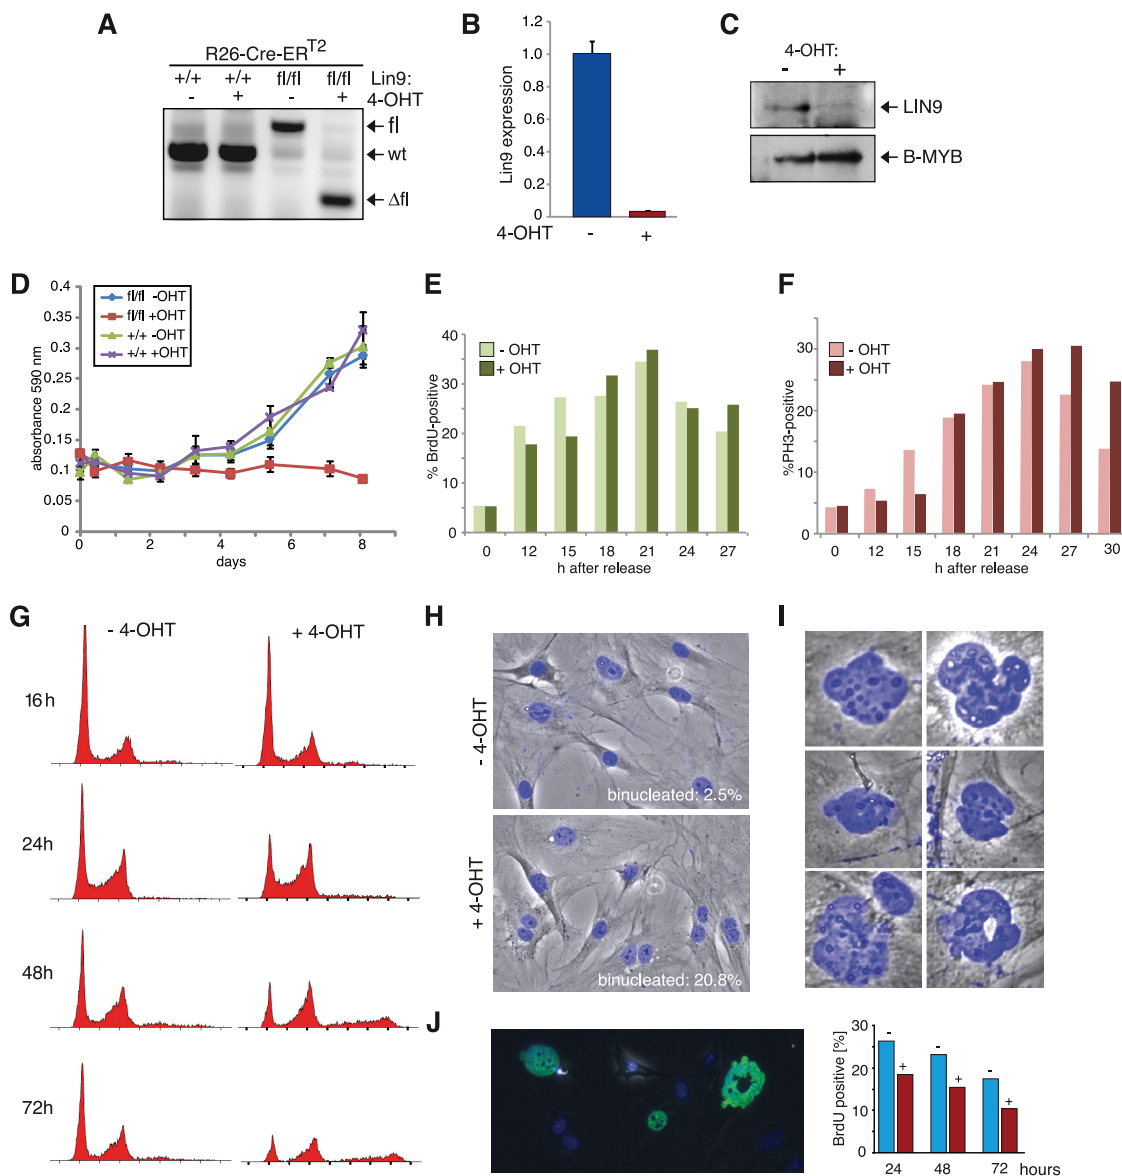 A
R26-Cre-ER^T2
+/+ +/+ fl/fl fl/fl Lin9:
- + - + 4-OHT
fl
wt
Δfl
B
Lin9 expression
1.2
1.0
0.8
0.6
0.4
0.2
0
4-OHT - +
C
4-OHT:
- +
LIN9
B-MYB
D
absorbance 590 nm
0.4
0.35
0.3
0.25
0.2
0.15
0.1
0.05
0
fl/fl -OHT
fl/fl +OHT
+/+ -OHT
+/+ +OHT
0 2 4 6 8
days
E
% BrdU-positive
40
30
20
10
0
- OHT
+ OHT
0 12 15 18 21 24 27
h after release
F
%PH3-positive
30
20
10
0
- OHT
+ OHT
0 12 15 18 21 24 27 30
h after release
G
- 4-OHT + 4-OHT
16h
24h
48h
72h
H
- 4-OHT
binucleated: 2.5%
+ 4-OHT
binucleated: 20.8%
I
J
BrdU positive [%]
30
20
10
0
- + - + - +
24 48 72 hours